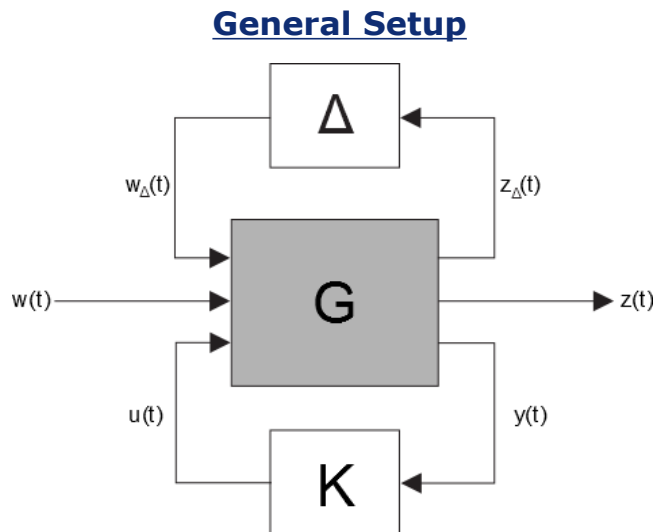 General Setup
Δ
w_Δ(t)
z_Δ(t)
w(t)
G
z(t)
u(t)
y(t)
K